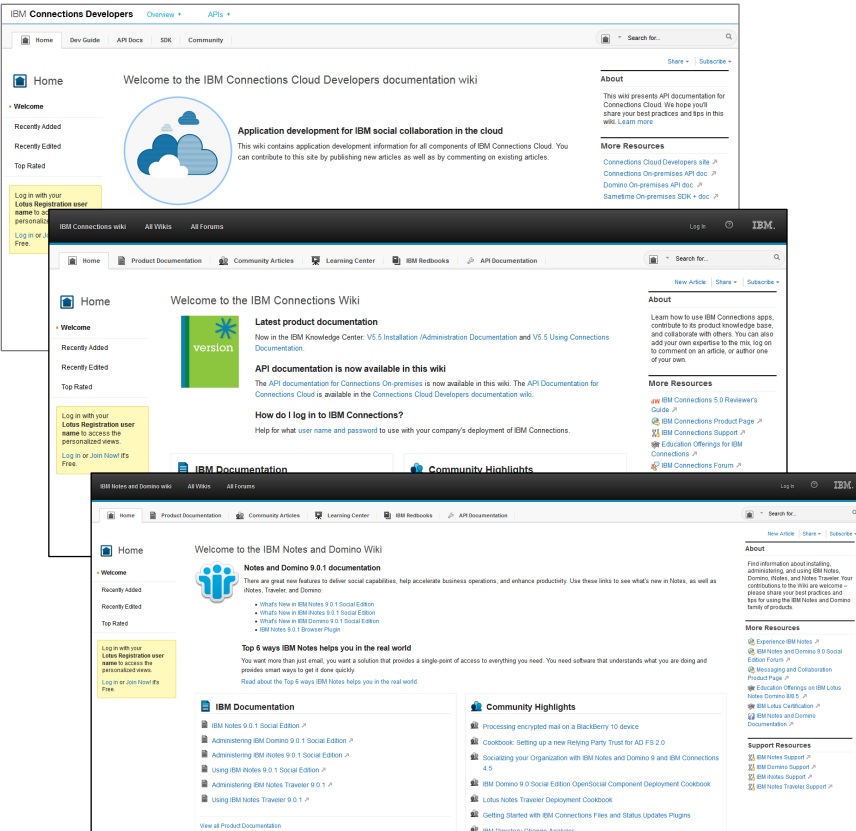 IBM Connections Developers Overview APIs
Home Dev Guide API Docs SDK Community Search for...
Share Subscribe
Home
Welcome
Recently Added
Recently Edited
Top Rated
Log in with your
Lotus Registration user
name to ac
personaliz
Log in or Jo
Free.
Welcome to the IBM Connections Cloud Developers documentation wiki
Application development for IBM social collaboration in the cloud
This wiki contains application development information for all components of IBM Connections Cloud. You
can contribute to this site by publishing new articles as well as by commenting on existing articles.
About
This wiki presents API documentation for
Connections Cloud. We hope you'll
share your best practices and tips in this
wiki. Learn more
More Resources
Connections Cloud Developers site
Connections On-premises API doc
Domino On-premises API doc
Sametime On-premises SDK + doc
IBM Connections wiki All Wikis All Forums Log In IBM.
Home Product Documentation Community Articles Learning Center IBM Redbooks API Documentation Search for...
New Article Share Subscribe
Home
Welcome
Recently Added
Recently Edited
Top Rated
Log in with your
Lotus Registration user
name to access the
personalized views.
Log in or Join Now! it's
Free.
Welcome to the IBM Connections Wiki
version
Latest product documentation
Now in the IBM Knowledge Center: V5.5 Installation /Administration Documentation and V5.5 Using Connections
Documentation.
API documentation is now available in this wiki
The API documentation for Connections On-premises is now available in this wiki. The API Documentation for
Connections Cloud is available in the Connections Cloud Developers documentation wiki.
How do I log in to IBM Connections?
Help for what user name and password to use with your company's deployment of IBM Connections.
IBM Documentation Community Highlights
About
Learn how to use IBM Connections apps,
contribute to its product knowledge base,
and collaborate with others. You can also
add your own expertise to the mix, log on
to comment on an article, or author one
of your own.
More Resources
IBM Connections 5.0 Reviewer's
Guide
IBM Connections Product Page
IBM Connections Support
Education Offerings for IBM
Connections
IBM Connections Forum
IBM Notes and Domino wiki All Wikis All Forums Log In IBM.
Home Product Documentation Community Articles Learning Center IBM Redbooks API Documentation Search for...
New Article Share Subscribe
Home
Welcome
Recently Added
Recently Edited
Top Rated
Log in with your
Lotus Registration user
name to access the
personalized views.
Log in or Join Now! it's
Free.
Welcome to the IBM Notes and Domino Wiki
Notes and Domino 9.0.1 documentation
There are great new features to deliver social capabilities, help accelerate business operations, and enhance productivity. Use these links to see what's new in Notes, as well as
iNotes, Traveler, and Domino:
What's New in IBM Notes 9.0.1 Social Edition
What's New in IBM iNotes 9.0.1 Social Edition
What's New in IBM Domino 9.0.1 Social Edition
IBM Notes 9.0.1 Browser Plugin
Top 6 ways IBM Notes helps you in the real world
You want more than just email, you want a solution that provides a single-point of access to everything you need. You need software that understands what you are doing and
provides smart ways to get it done quickly.
Read about the Top 6 ways IBM Notes helps you in the real world.
IBM Documentation
IBM Notes 9.0.1 Social Edition
Administering IBM Domino 9.0.1 Social Edition
Administering IBM iNotes 9.0.1 Social Edition
Using IBM iNotes 9.0.1 Social Edition
Administering IBM Notes Traveler 9.0.1
Using IBM Notes Traveler 9.0.1
View all Product Documentation
Community Highlights
Processing encrypted mail on a BlackBerry 10 device
Cookbook: Setting up a new Relying Party Trust for AD FS 2.0
Socializing your Organization with IBM Notes and Domino 9 and IBM Connections
4.5
IBM Domino 9.0 Social Edition OpenSocial Component Deployment Cookbook
Lotus Notes Traveler Deployment Cookbook
Getting Started with IBM Connections Files and Status Updates Plugins
IBM Directory Change Analyzer
About
Find information about installing,
administering, and using IBM Notes,
Domino, iNotes, and Notes Traveler. Your
contributions to the Wiki are welcome --
please share your best practices and
tips for using the IBM Notes and Domino
family of products.
More Resources
Experience IBM Notes
IBM Notes and Domino 9.0 Social
Edition Forum
Messaging and Collaboration
Product Page
Education Offerings on IBM Lotus
Notes Domino 8/8.5
IBM Lotus Certification
IBM Notes and Domino
Documentation
Support Resources
IBM Notes Support
IBM Domino Support
IBM iNotes Support
IBM Notes Traveler Support